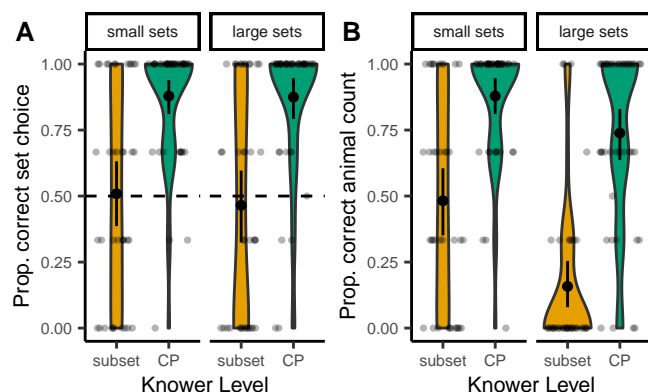 A
small sets
large sets
Prop. correct set choice
1.00
0.75
0.50
0.25
0.00
subset
CP
subset
CP
Knower Level
B
small sets
large sets
Prop. correct animal count
1.00
0.75
0.50
0.25
0.00
subset
CP
subset
CP
Knower Level